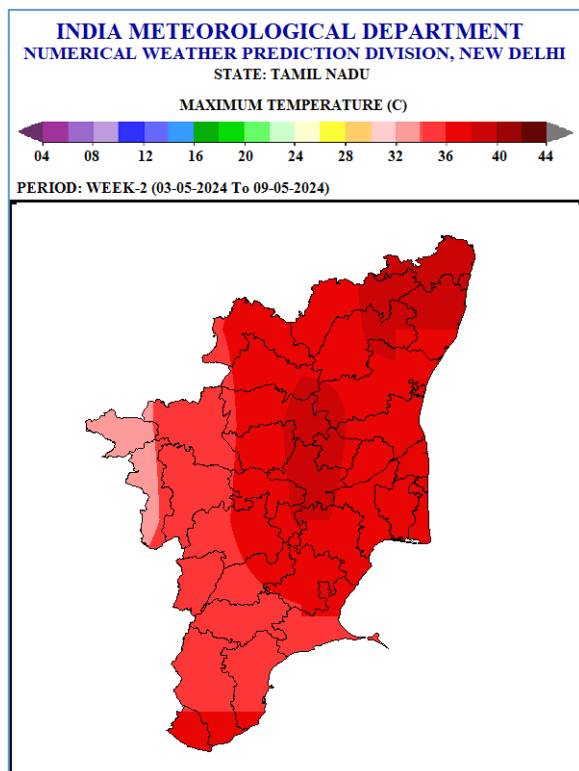 INDIA METEOROLOGICAL DEPARTMENT
NUMERICAL WEATHER PREDICTION DIVISION, NEW DELHI
STATE: TAMIL NADU
MAXIMUM TEMPERATURE (C)
04 08 12 16 20 24 28 32 36 40 44
PERIOD: WEEK-2 (03-05-2024 To 09-05-2024)